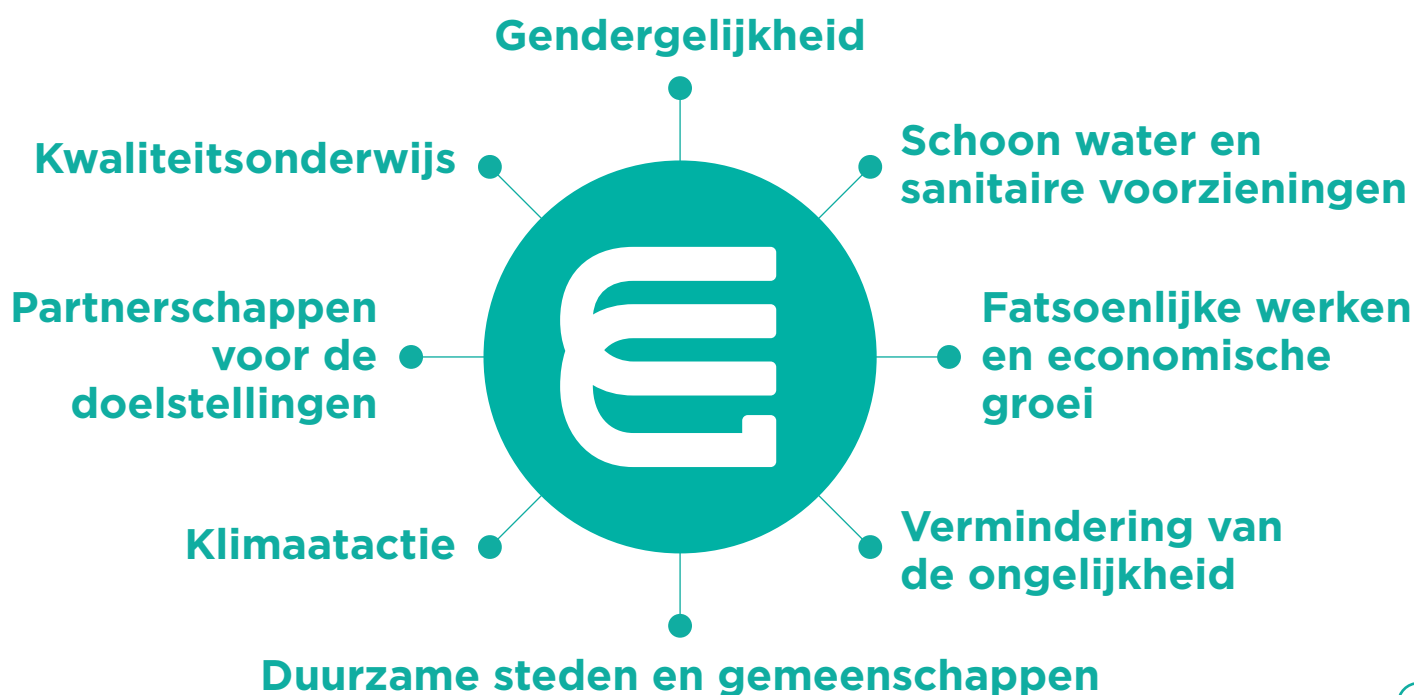 Gendergelijkheid
Kwaliteitsonderwijs
Schoon water en
sanitaire voorzieningen
Partnerschappen
voor de
doelstellingen
Fatsoenlijke werken
en economische
groei
Klimaatactie
Vermindering van
de ongelijkheid
Duurzame steden en gemeenschappen